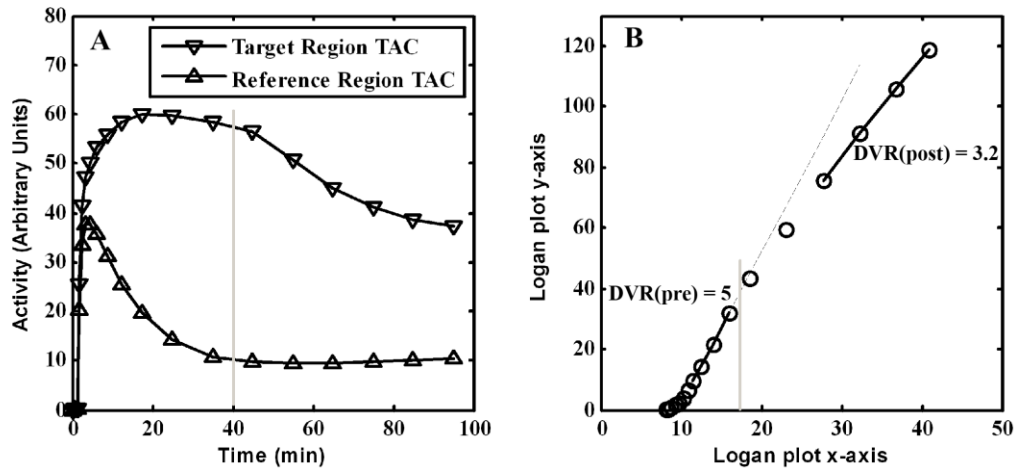 A
Target Region TAC
Reference Region TAC
Activity (Arbitrary Units)
80
70
60
50
40
30
20
10
0
0 20 40 60 80 100
Time (min)
B
DVR(post) = 3.2
DVR(pre) = 5
Logan plot y-axis
120
100
80
60
40
20
0
0 10 20 30 40 50
Logan plot x-axis